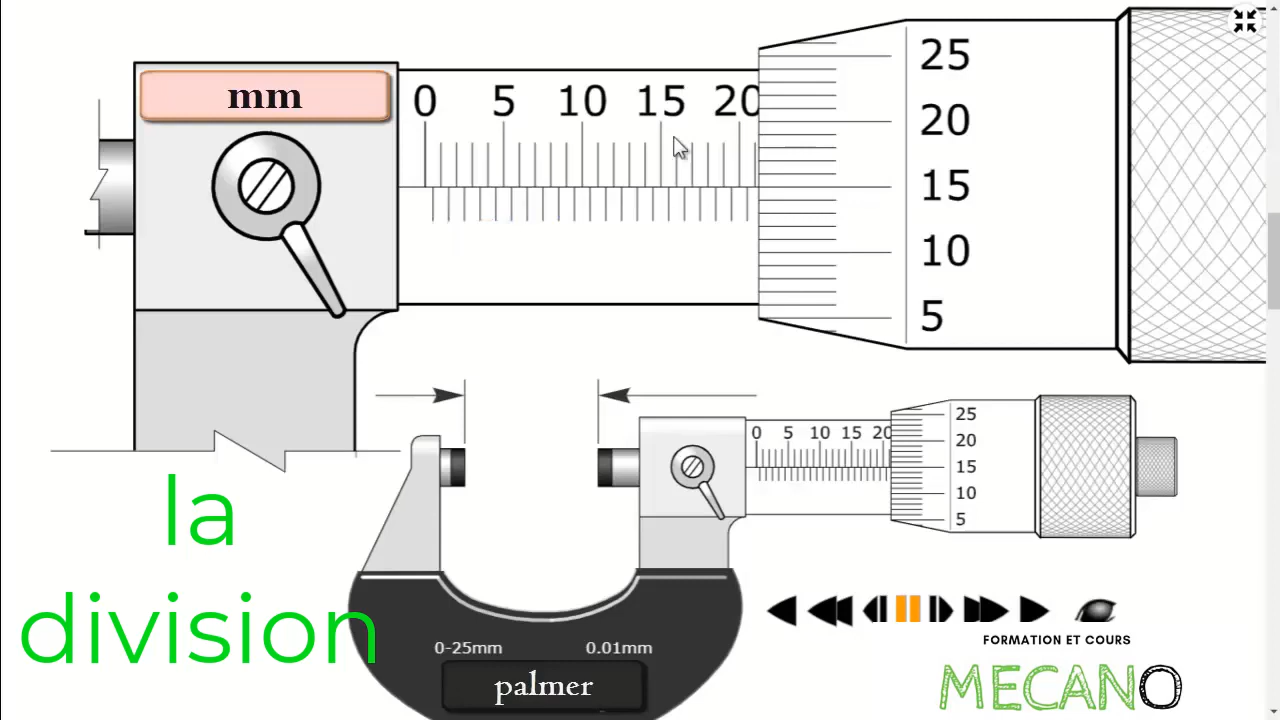 mm
0 5 10 15 20
25
20
15
10
5
0 5 10 15 20
25
20
15
10
5
la
division
0-25mm 0.01mm
palmer
FORMATION ET COURS
MECANO